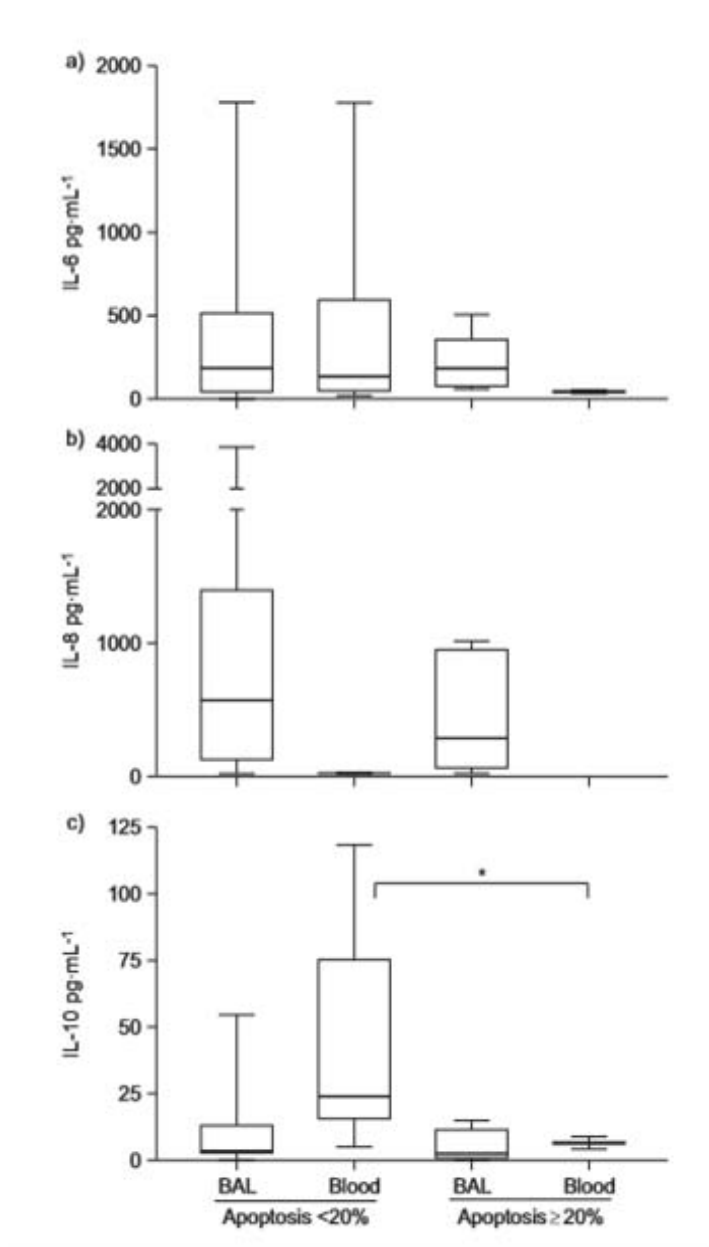 a)
2000
1500
1000
500
0
IL-6 pg·mL-1
b)
4000
2000
2000
1000
0
IL-8 pg·mL-1
c)
125
100
75
50
25
0
IL-10 pg·mL-1
*
BAL Blood BAL Blood
Apoptosis <20% Apoptosis ≥ 20%